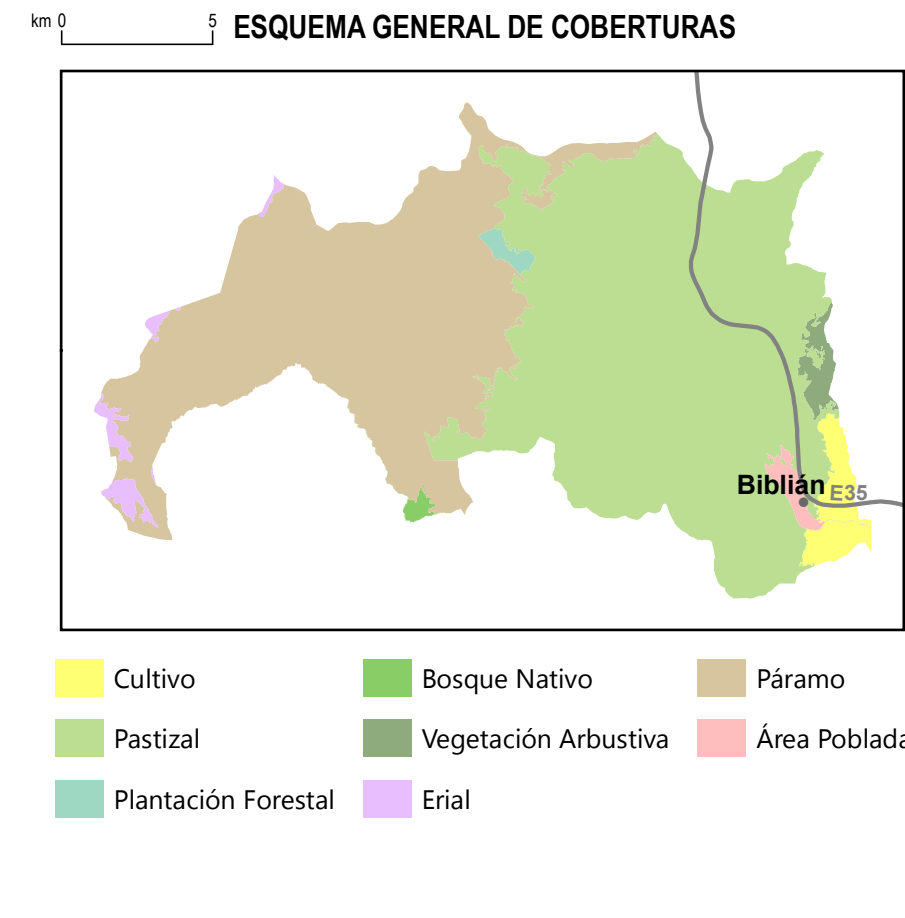 km 0 5 ESQUEMA GENERAL DE COBERTURAS
Biblián
E35
Cultivo Bosque Nativo Páramo
Pastizal Vegetación Arbustiva Área Poblada
Plantación Forestal Erial